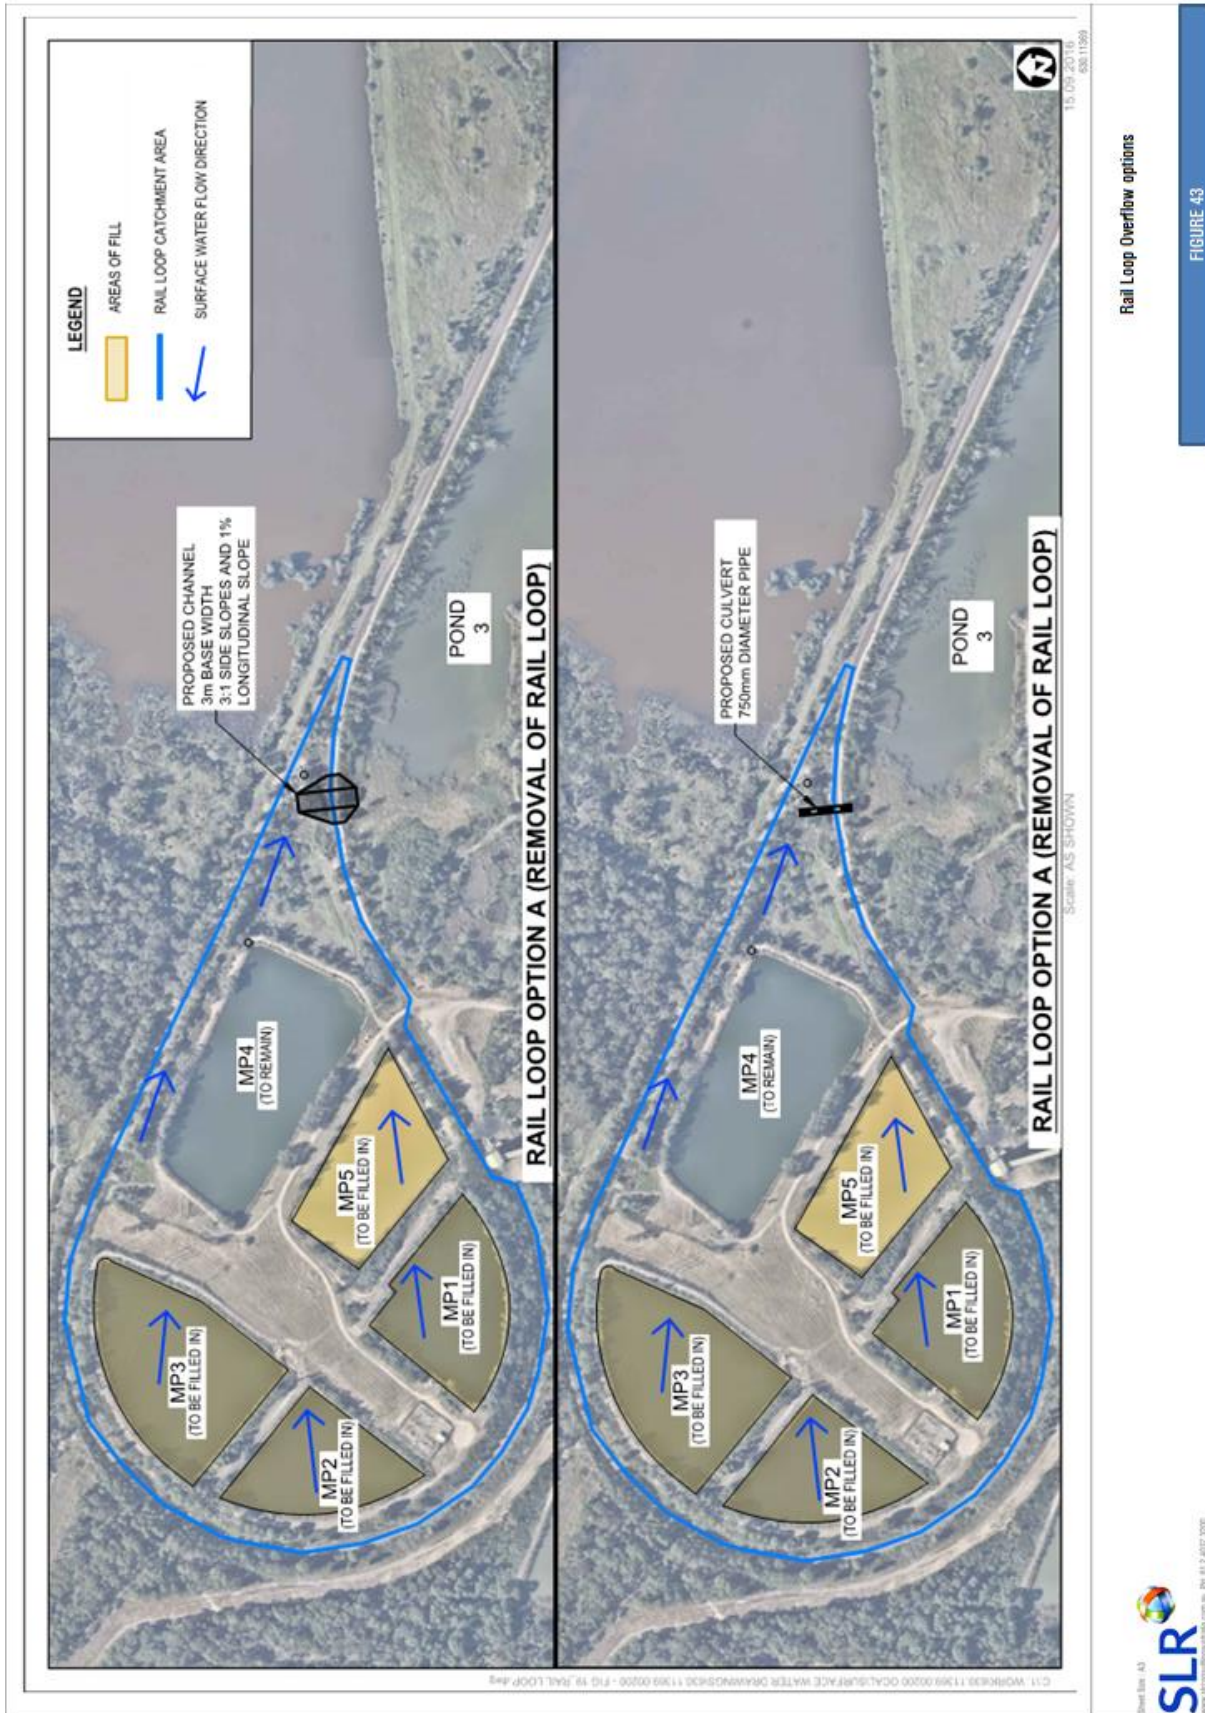 LEGEND
AREAS OF FILL
RAIL LOOP CATCHMENT AREA
SURFACE WATER FLOW DIRECTION
PROPOSED CHANNEL
3m BASE WIDTH
3:1 SIDE SLOPES AND 1%
LONGITUDINAL SLOPE
POND
3
MP4
(TO REMAIN)
MP5
(TO BE FILLED IN)
MP3
(TO BE FILLED IN)
MP1
(TO BE FILLED IN)
MP2
(TO BE FILLED IN)
RAIL LOOP OPTION A (REMOVAL OF RAIL LOOP)
PROPOSED CULVERT
750mm DIAMETER PIPE
POND
3
MP4
(TO REMAIN)
MP5
(TO BE FILLED IN)
MP3
(TO BE FILLED IN)
MP1
(TO BE FILLED IN)
MP2
(TO BE FILLED IN)
RAIL LOOP OPTION A (REMOVAL OF RAIL LOOP)
N
Scale: AS SHOWN
15.09.2016
630.11369
Sheet Size : A3
SLR
Rail Loop Overflow options
FIGURE 43